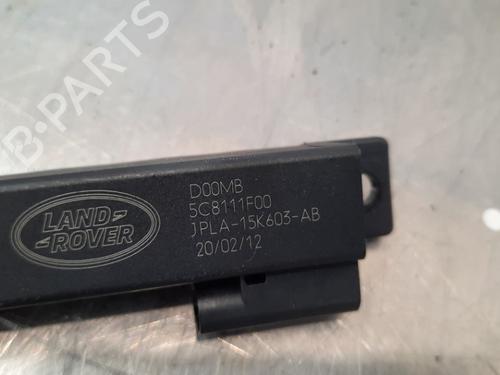 B-PARTS
D00MB
5C8111F00
JPLA-15K603-AB
20/02/12
LAND
ROVER